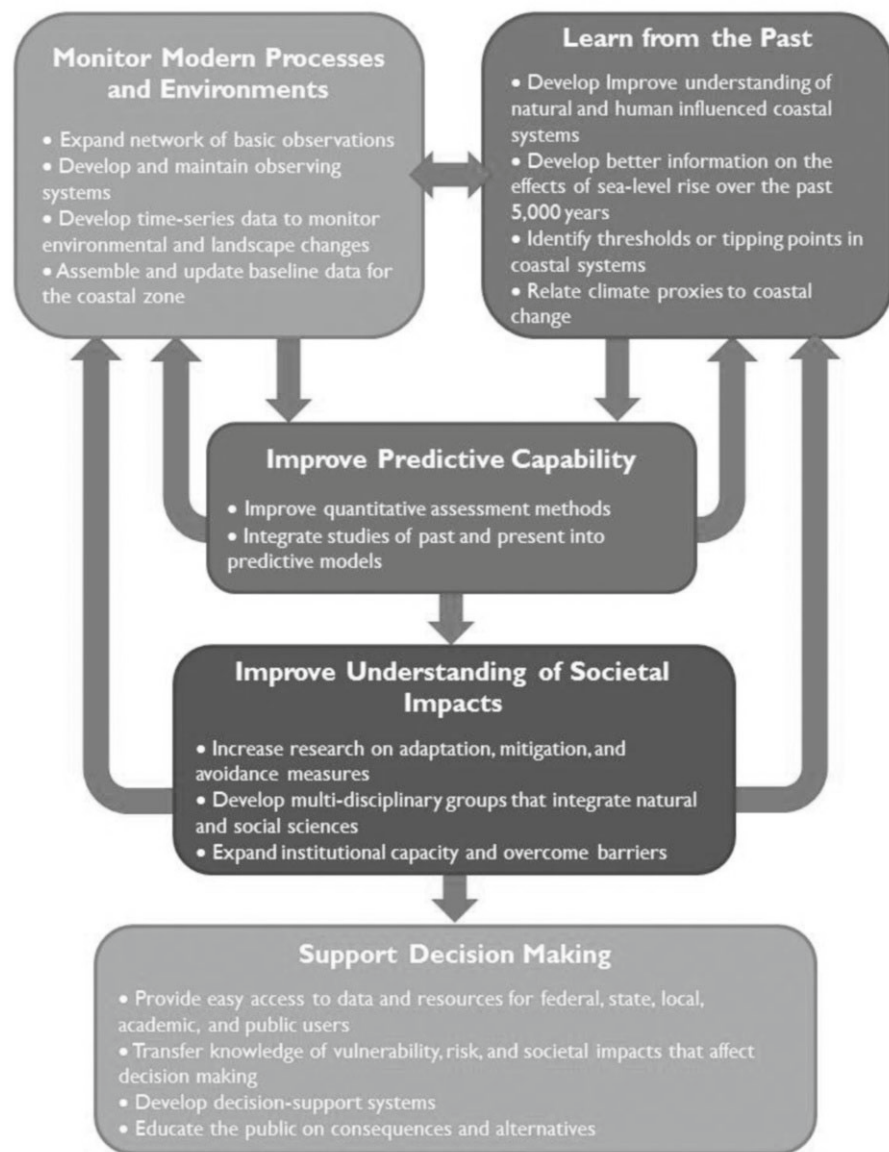 Monitor Modern Processes
and Environments
• Expand network of basic observations
• Develop and maintain observing
systems
• Develop time-series data to monitor
environmental and landscape changes
• Assemble and update baseline data for
the coastal zone
Learn from the Past
• Develop Improve understanding of
natural and human influenced coastal
systems
• Develop better information on the
effects of sea-level rise over the past
5,000 years
• Identify thresholds or tipping points in
coastal systems
• Relate climate proxies to coastal
change
Improve Predictive Capability
• Improve quantitative assessment methods
• Integrate studies of past and present into
predictive models
Improve Understanding of Societal
Impacts
• Increase research on adaptation, mitigation, and
avoidance measures
• Develop multi-disciplinary groups that integrate natural
and social sciences
• Expand institutional capacity and overcome barriers
Support Decision Making
• Provide easy access to data and resources for federal, state, local,
academic, and public users
• Transfer knowledge of vulnerability, risk, and societal impacts that affect
decision making
• Develop decision-support systems
• Educate the public on consequences and alternatives